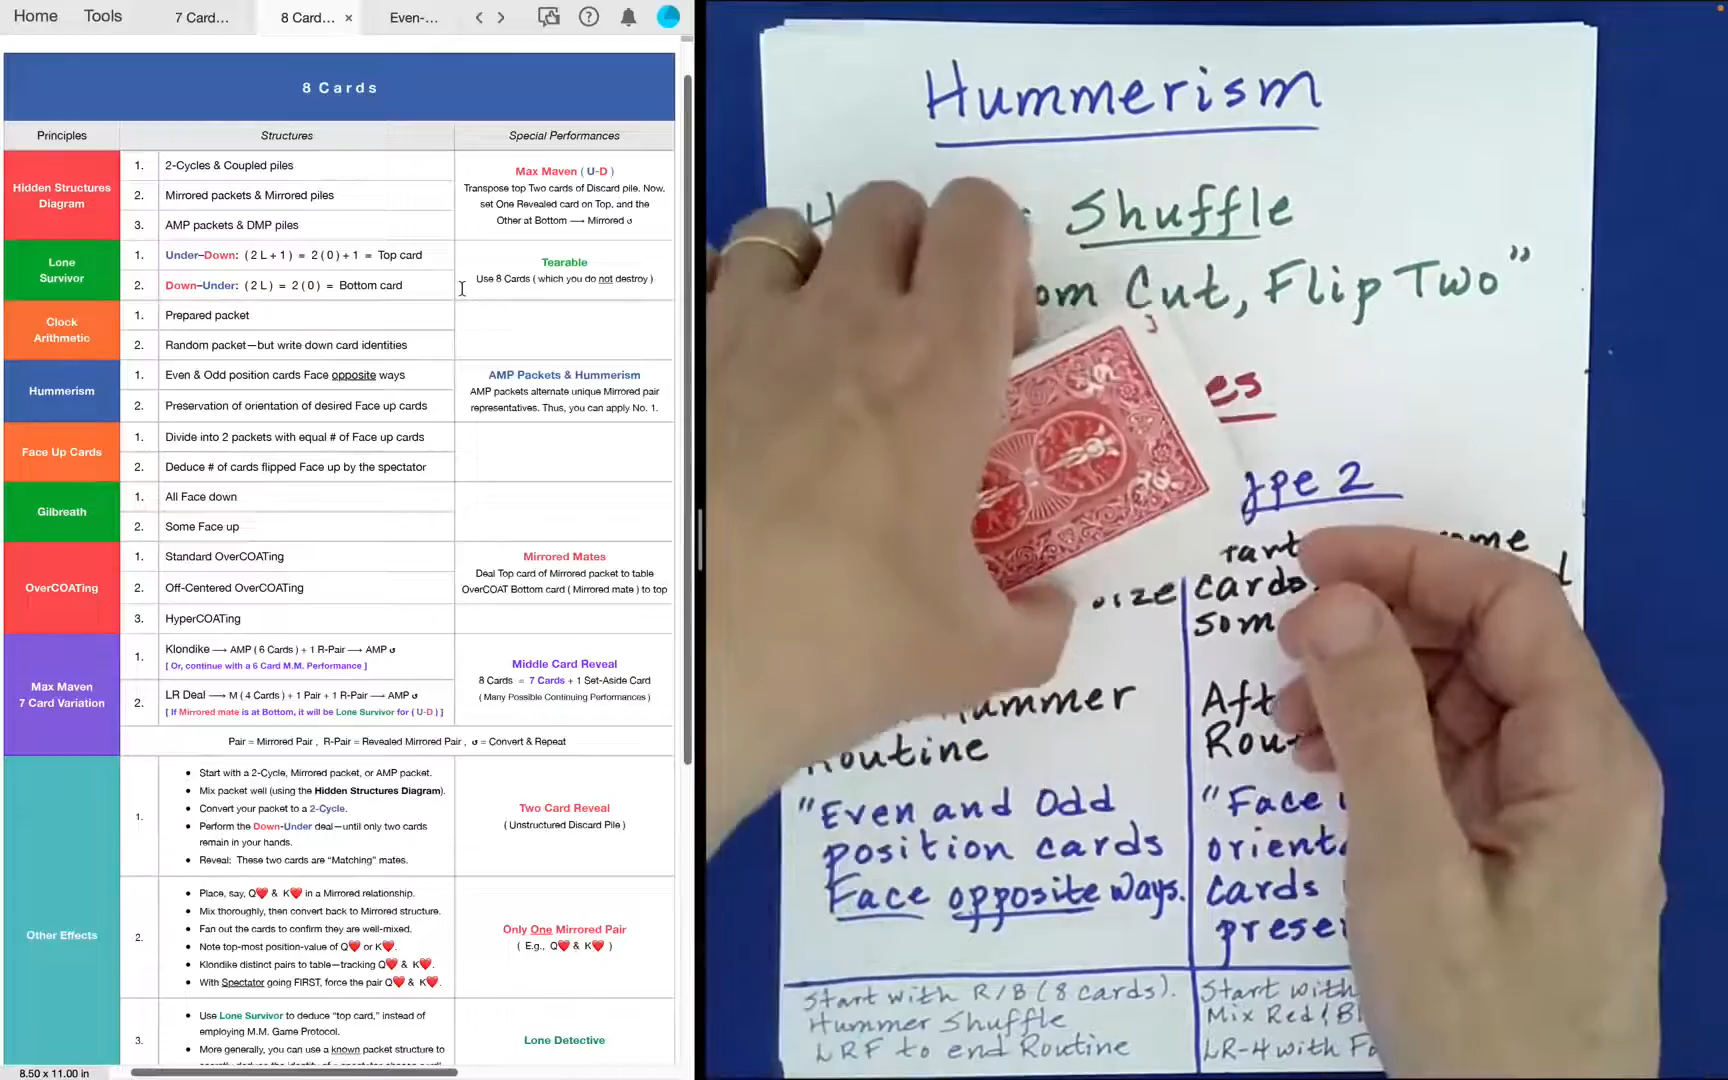 Home Tools 7 Card... 8 Card... × Even-...
8 Cards
Principles Structures Special Performances
Hidden Structures
Diagram
1. 2-Cycles & Coupled piles
2. Mirrored packets & Mirrored piles
3. AMP packets & DMP piles
Max Maven ( U-D )
Transpose top Two cards of Discard pile. Now,
set One Revealed card on Top, and the
Other at Bottom ⟶ Mirrored ↺
Lone
Survivor
1. Under–Down: ( 2 L + 1 ) = 2 ( 0 ) + 1 = Top card
2. Down–Under: ( 2 L ) = 2 ( 0 ) = Bottom card
Tearable
Use 8 Cards ( which you do not destroy )
Clock
Arithmetic
1. Prepared packet
2. Random packet—but write down card identities
Hummerism
1. Even & Odd position cards Face opposite ways
2. Preservation of orientation of desired Face up cards
AMP Packets & Hummerism
AMP packets alternate unique Mirrored pair
representatives. Thus, you can apply No. 1.
Face Up Cards
1. Divide into 2 packets with equal # of Face up cards
2. Deduce # of cards flipped Face up by the spectator
Gilbreath
1. All Face down
2. Some Face up
OverCOATing
1. Standard OverCOATing
2. Off-Centered OverCOATing
3. HyperCOATing
Mirrored Mates
Deal Top card of Mirrored packet to table
OverCOAT Bottom card ( Mirrored mate ) to top
Max Maven
7 Card Variation
1. Klondike ⟶ AMP ( 6 Cards ) + 1 R-Pair ⟶ AMP ↺
[ Or, continue with a 6 Card M.M. Performance ]
2. LR Deal ⟶ M ( 4 Cards ) + 1 Pair + 1 R-Pair ⟶ AMP ↺
[ If Mirrored mate is at Bottom, it will be Lone Survivor for ( U-D ) ]
Middle Card Reveal
8 Cards = 7 Cards + 1 Set-Aside Card
( Many Possible Continuing Performances )
Pair = Mirrored Pair , R-Pair = Revealed Mirrored Pair , ↺ = Convert & Repeat
Other Effects
1.
• Start with a 2-Cycle, Mirrored packet, or AMP packet.
• Mix packet well (using the Hidden Structures Diagram).
• Convert your packet to a 2-Cycle.
• Perform the Down-Under deal—until only two cards
remain in your hands.
• Reveal: These two cards are “Matching” mates.
Two Card Reveal
( Unstructured Discard Pile )
2.
• Place, say, Q♥ & K♥ in a Mirrored relationship.
• Mix thoroughly, then convert back to Mirrored structure.
• Fan out the cards to confirm they are well-mixed.
• Note top-most position-value of Q♥ or K♥.
• Klondike distinct pairs to table—tracking Q♥ & K♥.
• With Spectator going FIRST, force the pair Q♥ & K♥.
Only One Mirrored Pair
( E.g., Q♥ & K♥ )
3.
• Use Lone Survivor to deduce “top card,” instead of
employing M.M. Game Protocol.
• More generally, you can use a known packet structure to
Lone Detective
8.50 x 11.00 in
Hummerism
H Shuffle
om Cut, Flip Two”
es
ype 2
tart ome
ize cards
som
ummer
Routine
“Even and Odd
position cards
Face opposite ways.
Aft
Rou
“Face
orient
cards
prese
Start with R/B (8 cards).
Hummer Shuffle
LRF to end Routine
Start with
Mix Red/B
LR-4 with Fa